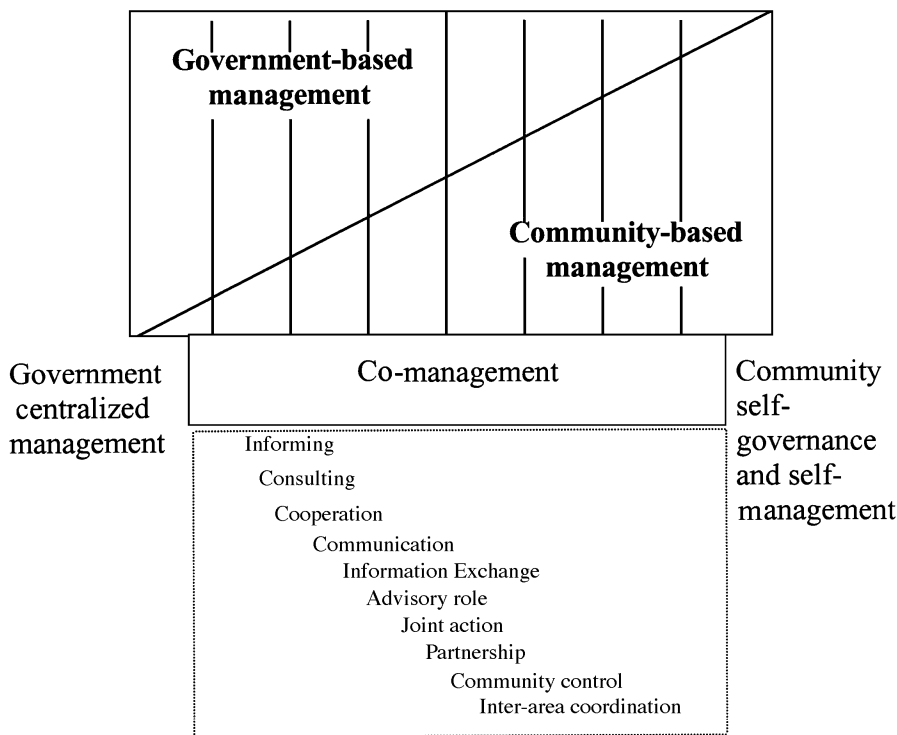 Government-based
management
Community-based
management
Government
centralized
management
Co-management
Community
self-
governance
and self-
management
Informing
Consulting
Cooperation
Communication
Information Exchange
Advisory role
Joint action
Partnership
Community control
Inter-area coordination